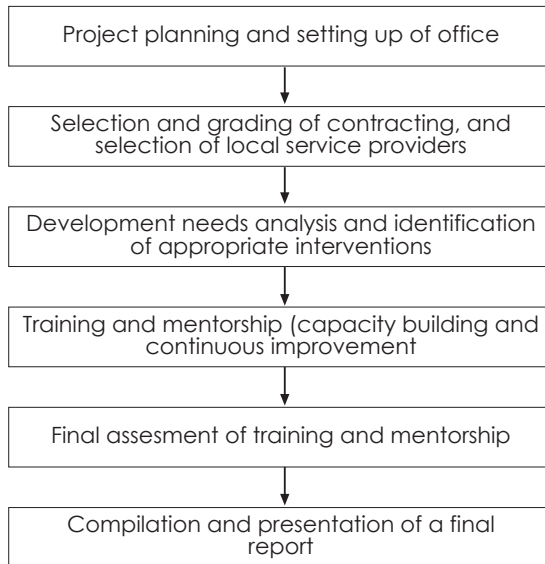 Project planning and setting up of office
Selection and grading of contracting, and
selection of local service providers
Development needs analysis and identification
of appropriate interventions
Training and mentorship (capacity building and
continuous improvement
Final assesment of training and mentorship
Compilation and presentation of a final
report